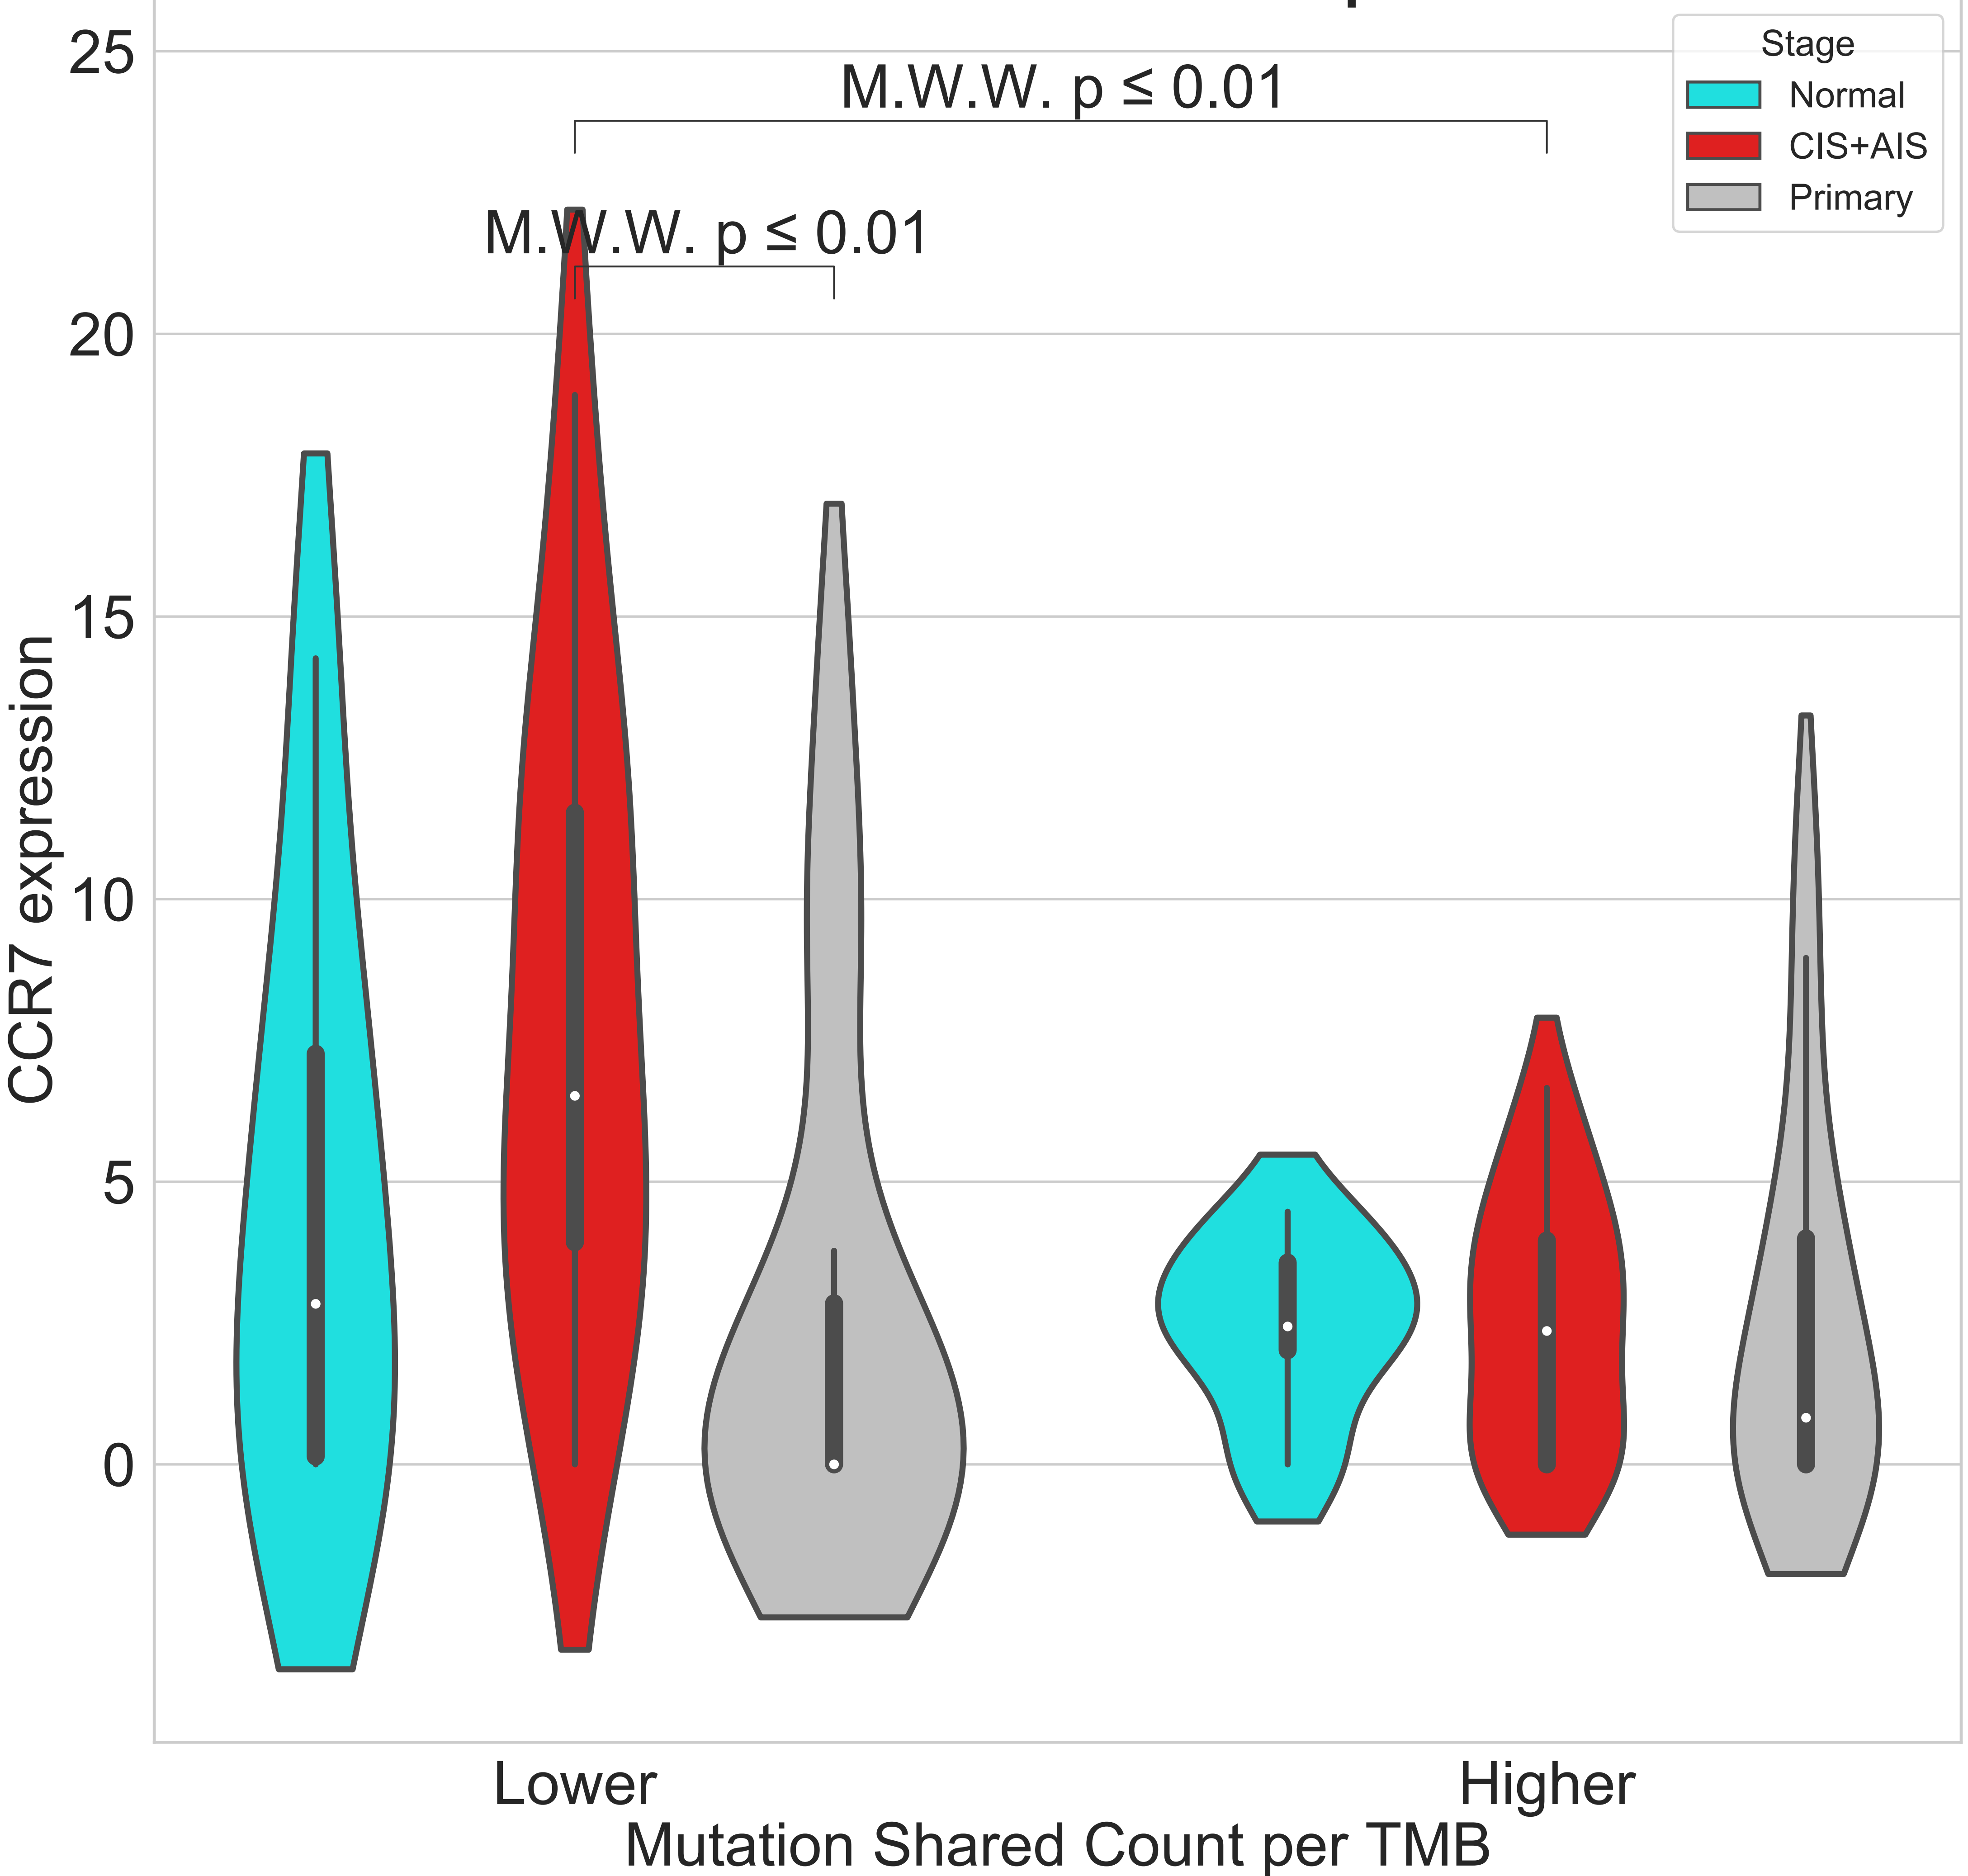 25
20
15
10
5
0
CCR7 expression
M.W.W. p ≤ 0.01
M.W.W. p ≤ 0.01
Stage
Normal
CIS+AIS
Primary
Lower
Higher
Mutation Shared Count per TMB